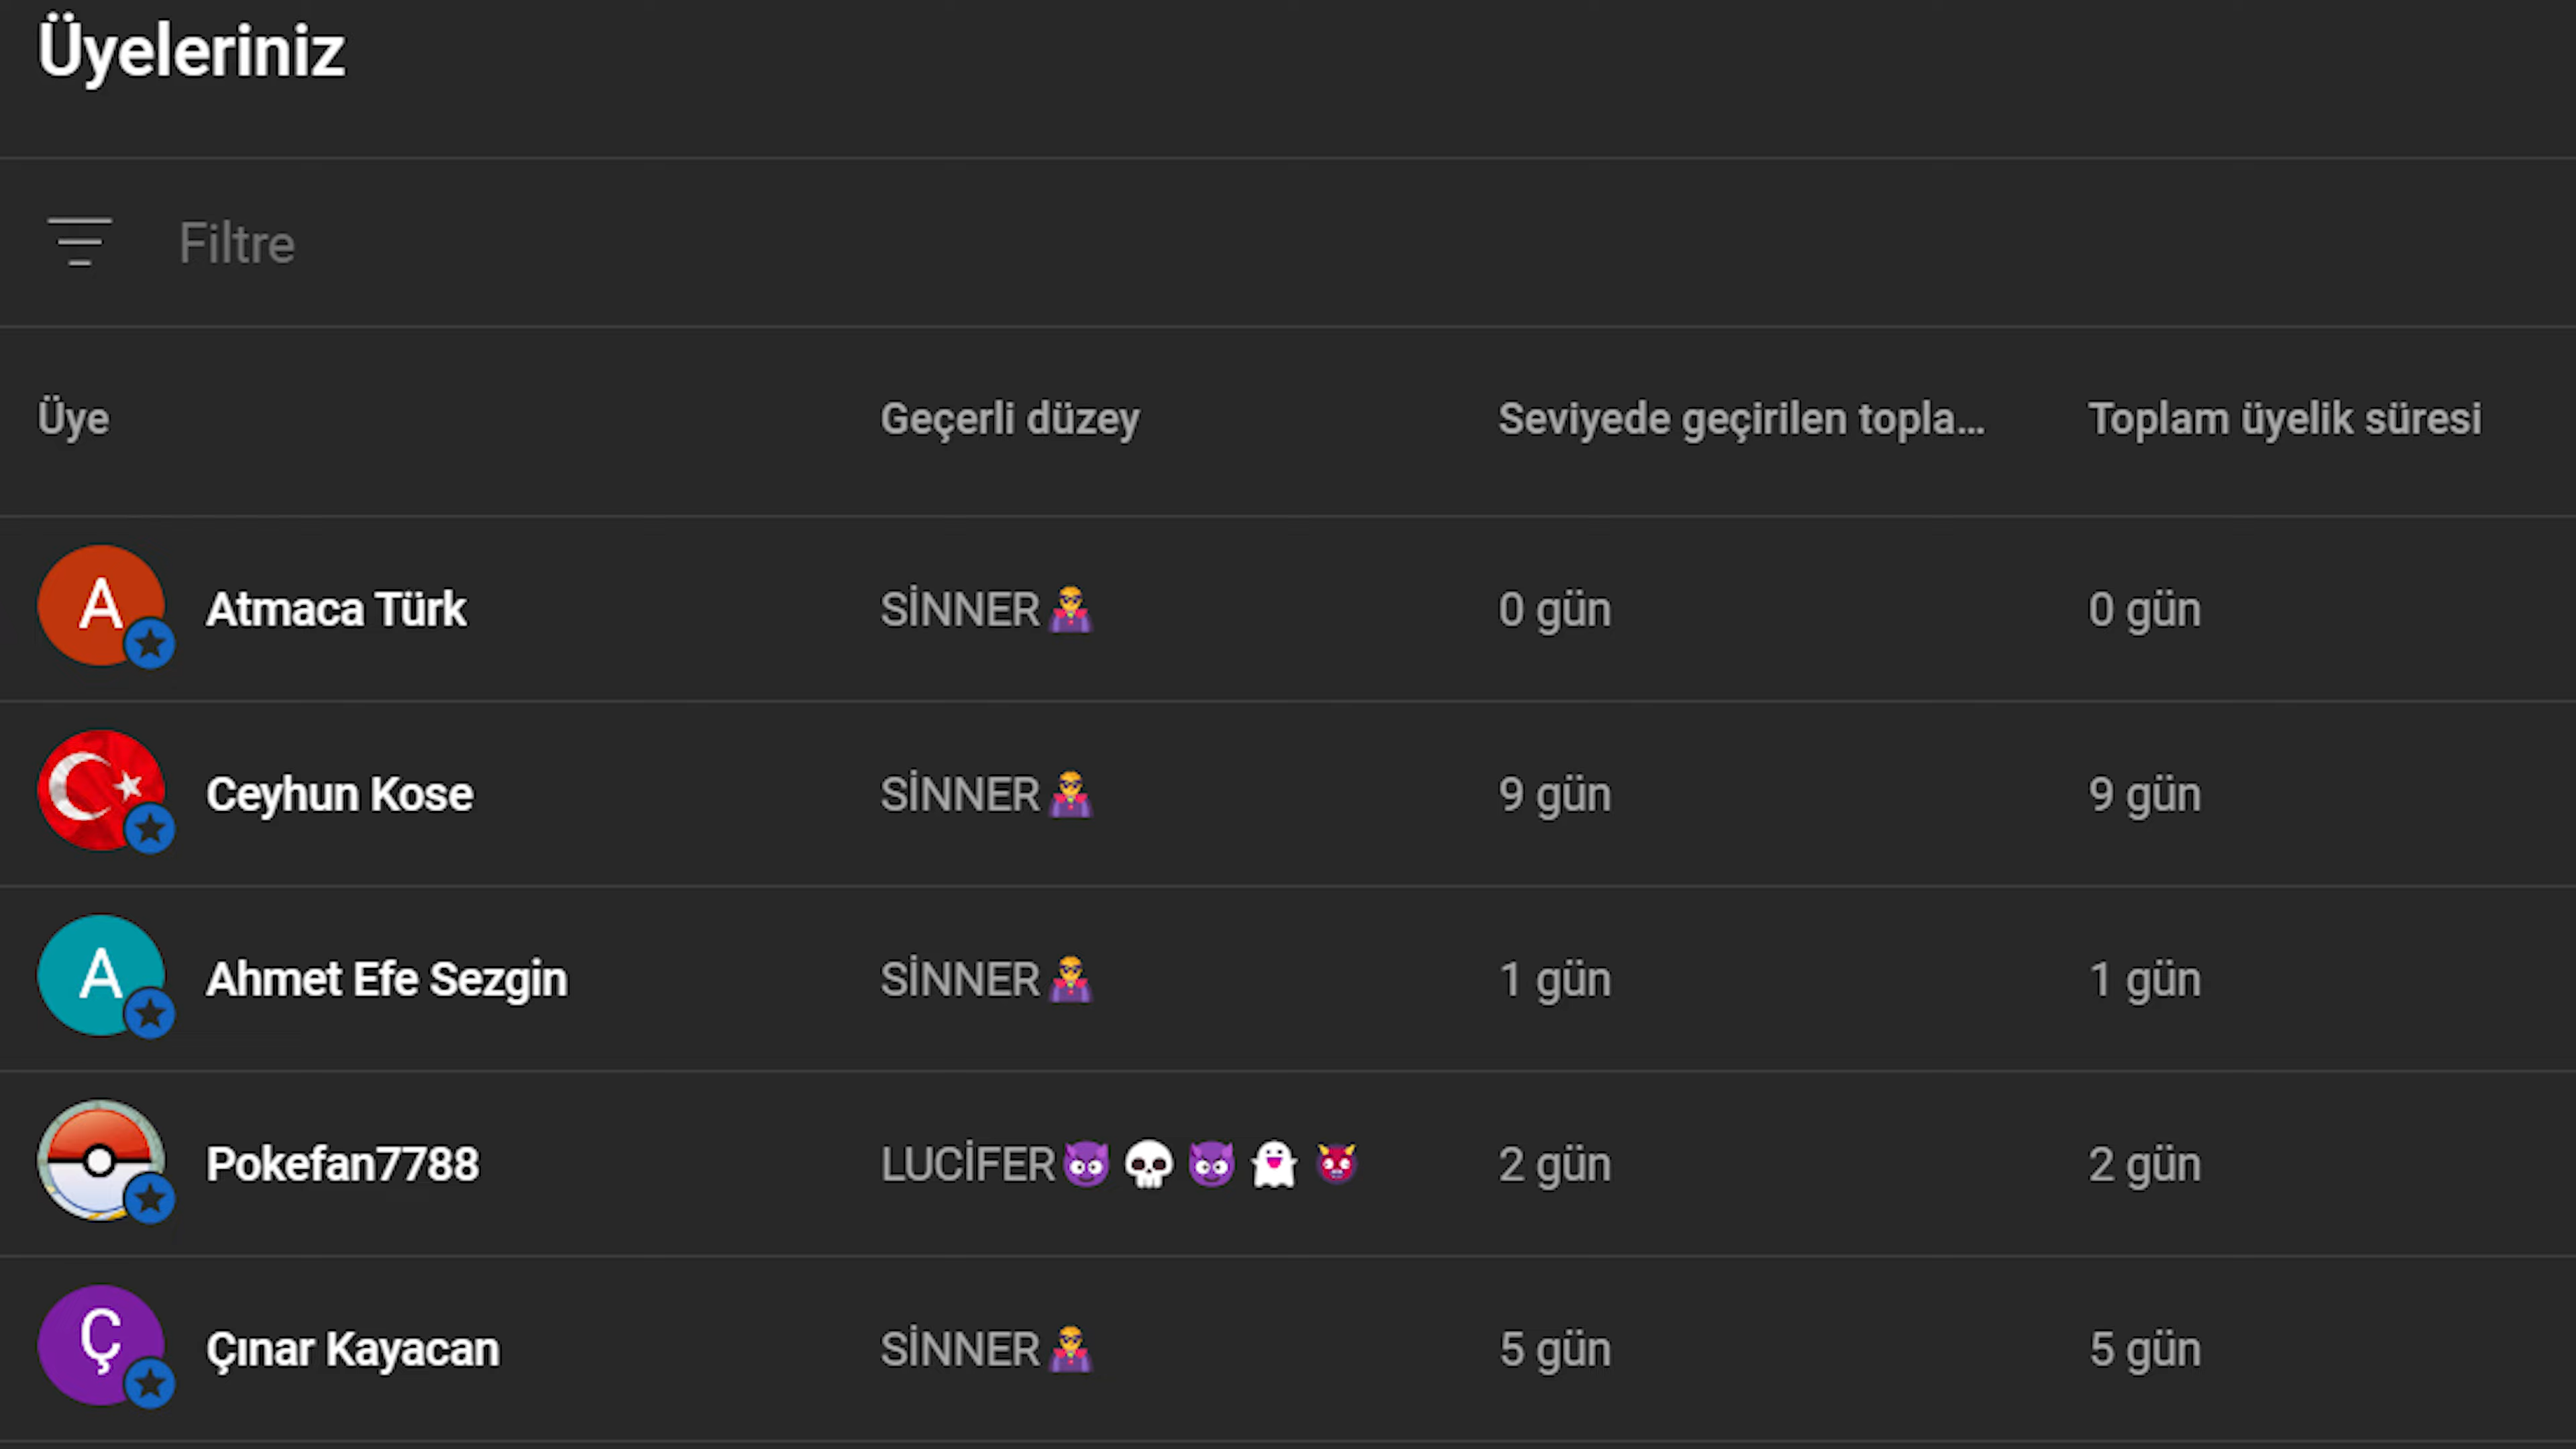 Üyeleriniz
Filtre
Üye Geçerli düzey Seviyede geçirilen topla... Toplam üyelik süresi
A Atmaca Türk SİNNER🦹 0 gün 0 gün
Ceyhun Kose SİNNER🦹 9 gün 9 gün
A Ahmet Efe Sezgin SİNNER🦹 1 gün 1 gün
Pokefan7788 LUCİFER😈💀😈👻👹 2 gün 2 gün
Ç Çınar Kayacan SİNNER🦹 5 gün 5 gün